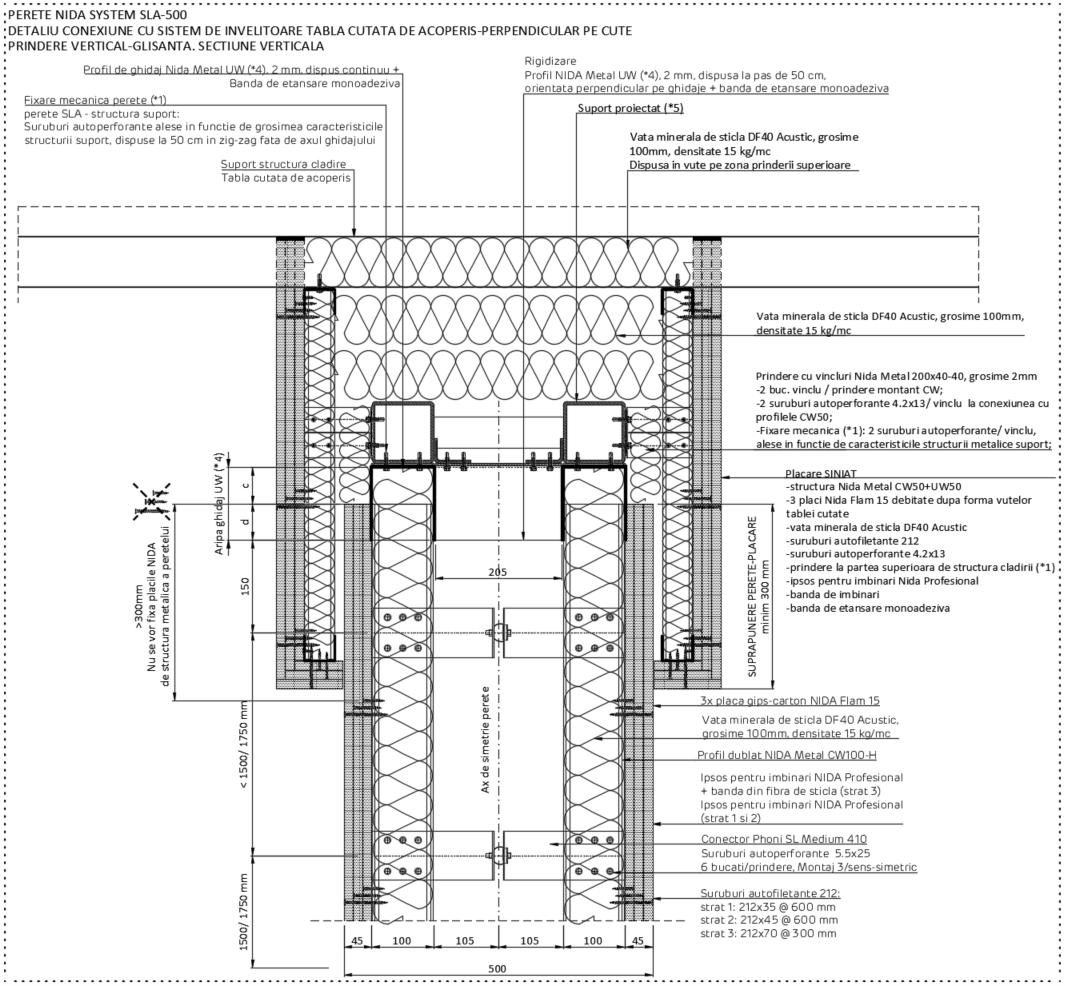 PERETE NIDA SYSTEM SLA-500
DETALIU CONEXIUNE CU SISTEM DE INVELITOARE TABLA CUTATA DE ACOPERIS-PERPENDICULAR PE CUTE
PRINDERE VERTICAL-GLISANTA. SECTIUNE VERTICALA
Profil de ghidaj Nida Metal UW (*4), 2 mm, dispus continuu +
Banda de etansare monoadeziva
Fixare mecanica perete (*1)
perete SLA - structura suport:
Suruburi autoperforante alese in functie de grosimea caracteristicile
structurii suport, dispuse la 50 cm in zig-zag fata de axul ghidajului
Suport structura cladire
Tabla cutata de acoperis
Rigidizare
Profil NIDA Metal UW (*4), 2 mm, dispusa la pas de 50 cm,
orientata perpendicular pe ghidaje + banda de etansare monoadeziva
Suport proiectat (*5)
Vata minerala de sticla DF40 Acustic, grosime
100mm, densitate 15 kg/mc
Dispusa in vute pe zona prinderii superioare
Vata minerala de sticla DF40 Acustic, grosime 100mm,
densitate 15 kg/mc
Prindere cu vincluri Nida Metal 200x40-40, grosime 2mm
-2 buc. vinclu / prindere montant CW;
-2 suruburi autoperforante 4.2x13/ vinclu la conexiunea cu
profilele CW50;
-Fixare mecanica (*1): 2 suruburi autoperforante/ vinclu,
alese in functie de caracteristicile structurii metalice suport;
Placare SINIAT
-structura Nida Metal CW50+UW50
-3 placi Nida Flam 15 debitate dupa forma vutelor
tablei cutate
-vata minerala de sticla DF40 Acustic
-suruburi autofiletante 212
-suruburi autoperforante 4.2x13
-prindere la partea superioara de structura cladirii (*1)
-ipsos pentru imbinari Nida Profesional
-banda de imbinari
-banda de etansare monoadeziva
SUPRAPUNERE PERETE-PLACARE
minim 300 mm
Aripa ghidaj UW (*4)
c
d
150
< 1500/ 1750 mm
1500/ 1750 mm
>300mm
Nu se vor fixa placile NIDA
de structura metalica a peretelui
205
Ax de simetrie perete
3x placa gips-carton NIDA Flam 15
Vata minerala de sticla DF40 Acustic,
grosime 100mm, densitate 15 kg/mc
Profil dublat NIDA Metal CW100-H
Ipsos pentru imbinari NIDA Profesional
+ banda din fibra de sticla (strat 3)
Ipsos pentru imbinari NIDA Profesional
(strat 1 si 2)
Conector Phoni SL Medium 410
Suruburi autoperforante 5.5x25
6 bucati/prindere, Montaj 3/sens-simetric
Suruburi autofiletante 212:
strat 1: 212x35 @ 600 mm
strat 2: 212x45 @ 600 mm
strat 3: 212x70 @ 300 mm
45
100
105
105
100
45
500